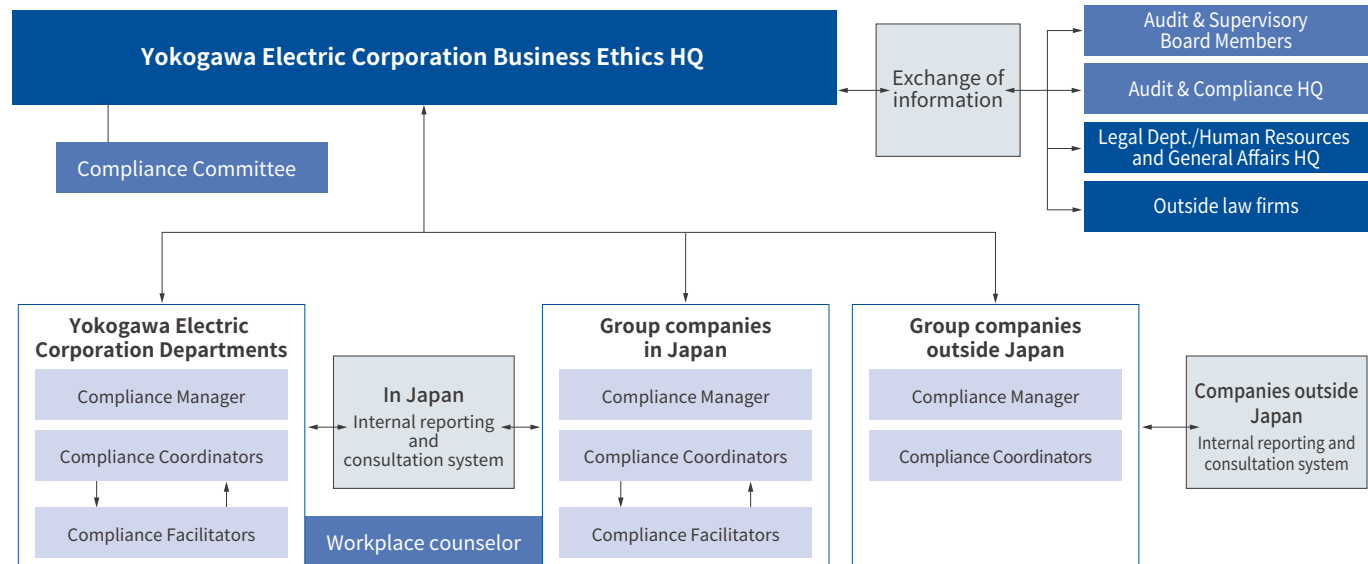 Yokogawa Electric Corporation Business Ethics HQ
Compliance Committee
Exchange of
information
Audit & Supervisory
Board Members
Audit & Compliance HQ
Legal Dept./Human Resources
and General Affairs HQ
Outside law firms
Yokogawa Electric
Corporation Departments
Compliance Manager
Compliance Coordinators
Compliance Facilitators
In Japan
Internal reporting
and
consultation system
Workplace counselor
Group companies
in Japan
Compliance Manager
Compliance Coordinators
Compliance Facilitators
Group companies
outside Japan
Compliance Manager
Compliance Coordinators
Companies outside
Japan
Internal reporting and
consultation system